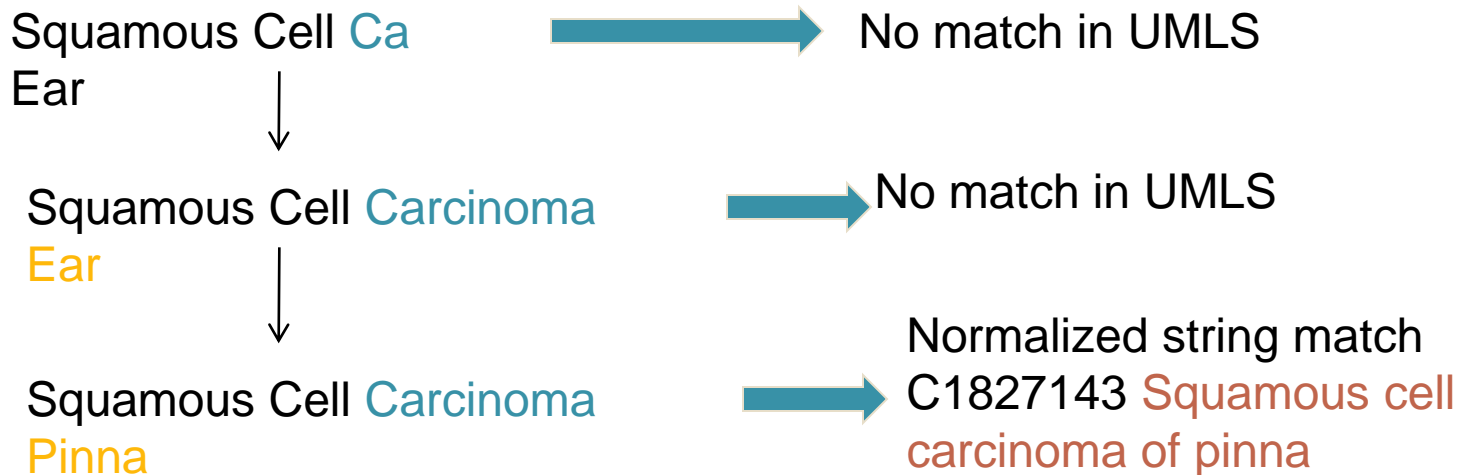 Squamous Cell Ca
Ear
No match in UMLS
Squamous Cell Carcinoma
Ear
No match in UMLS
Squamous Cell Carcinoma
Pinna
Normalized string match
C1827143 Squamous cell
carcinoma of pinna